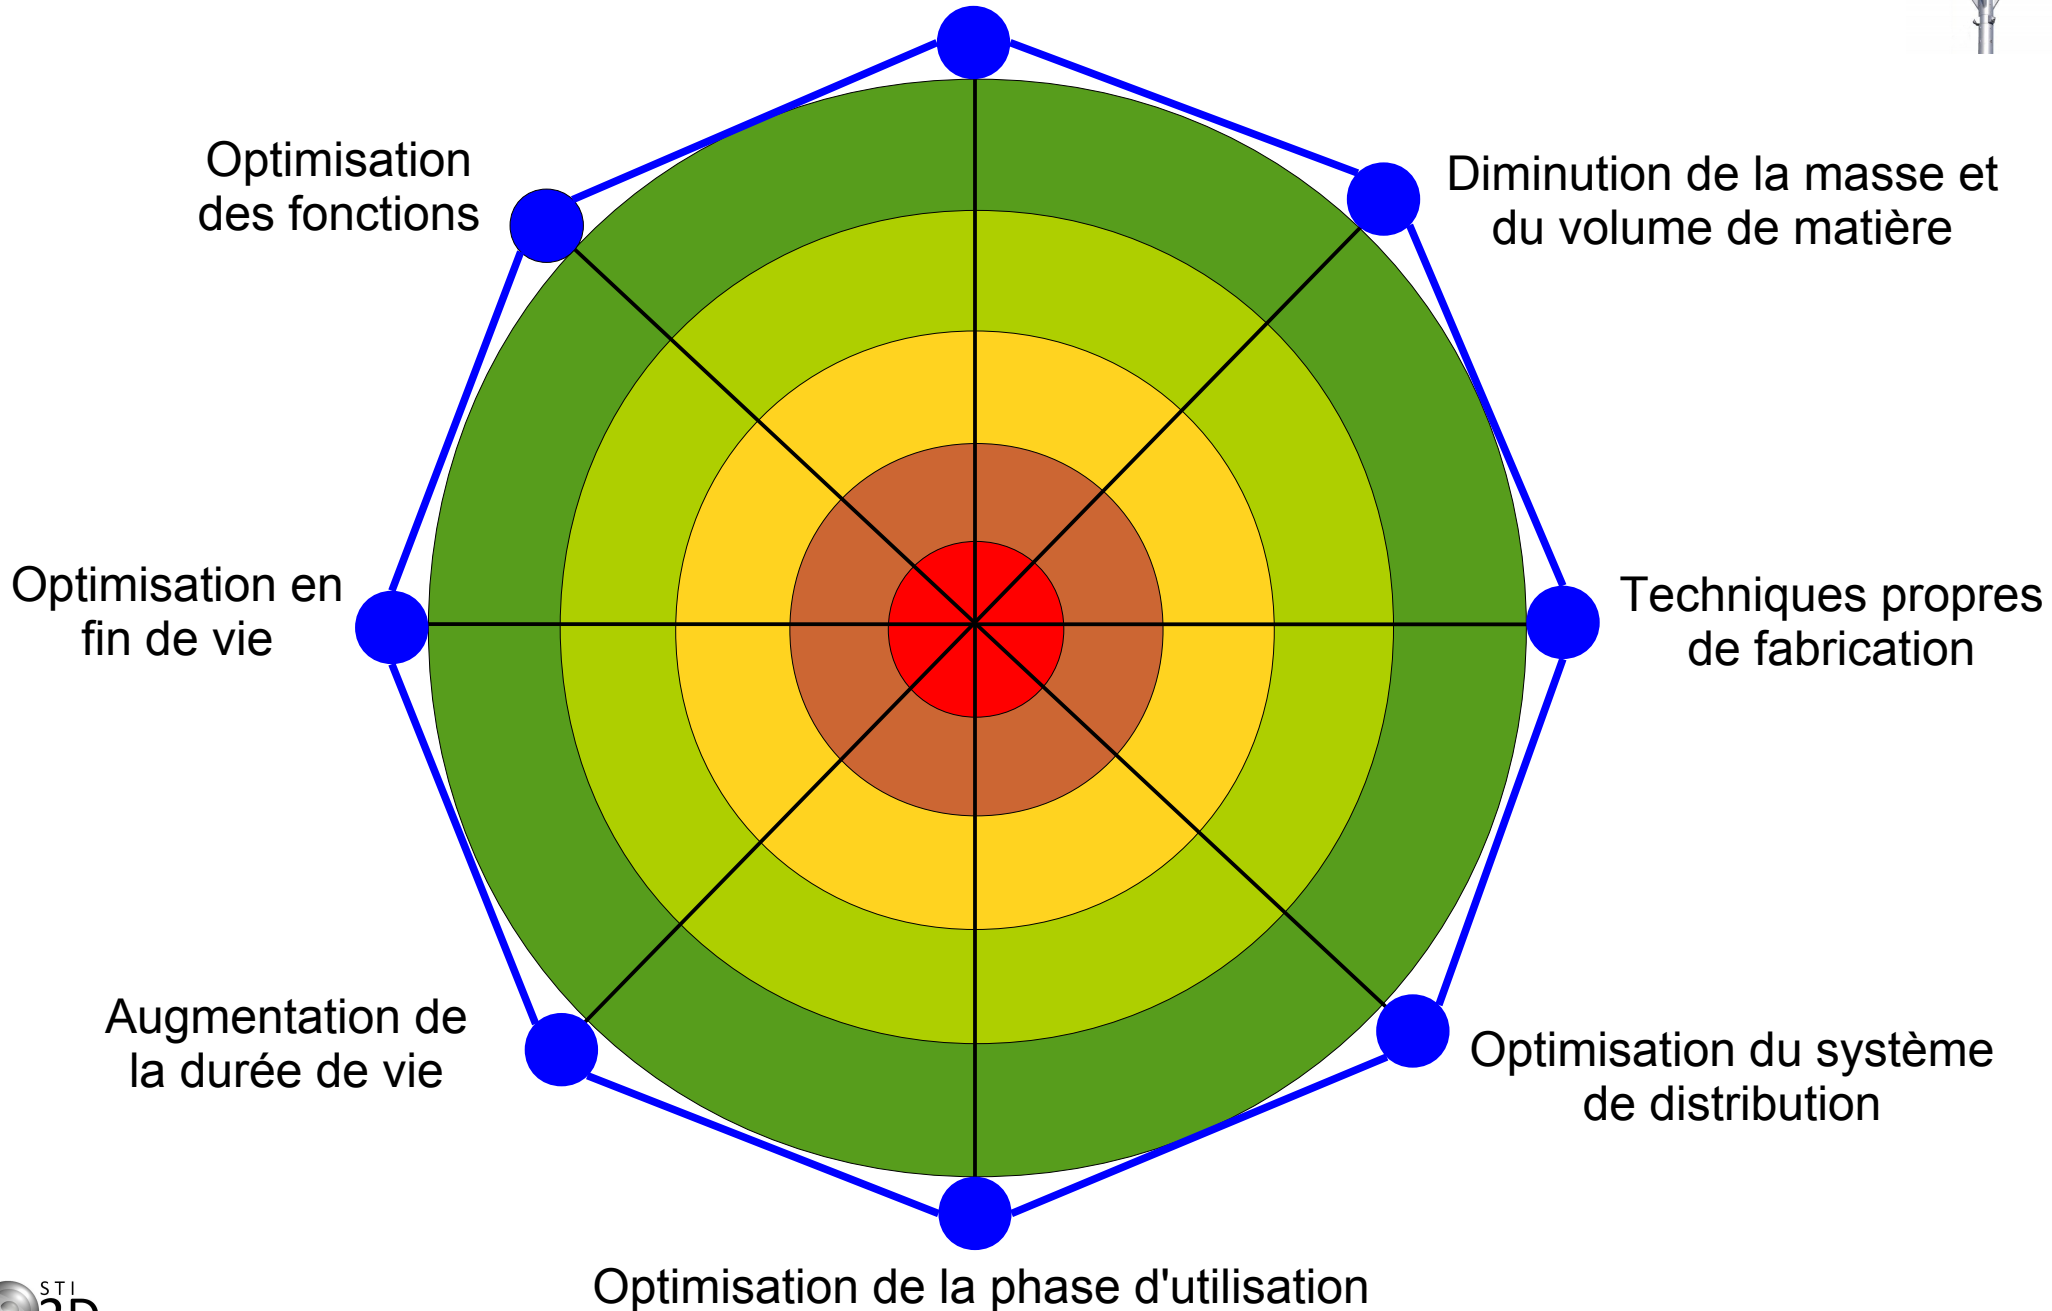 Optimisation
des fonctions
Diminution de la masse et
du volume de matière
Optimisation en
fin de vie
Techniques propres
de fabrication
Augmentation de
la durée de vie
Optimisation du système
de distribution
Optimisation de la phase d'utilisation
STI
2D